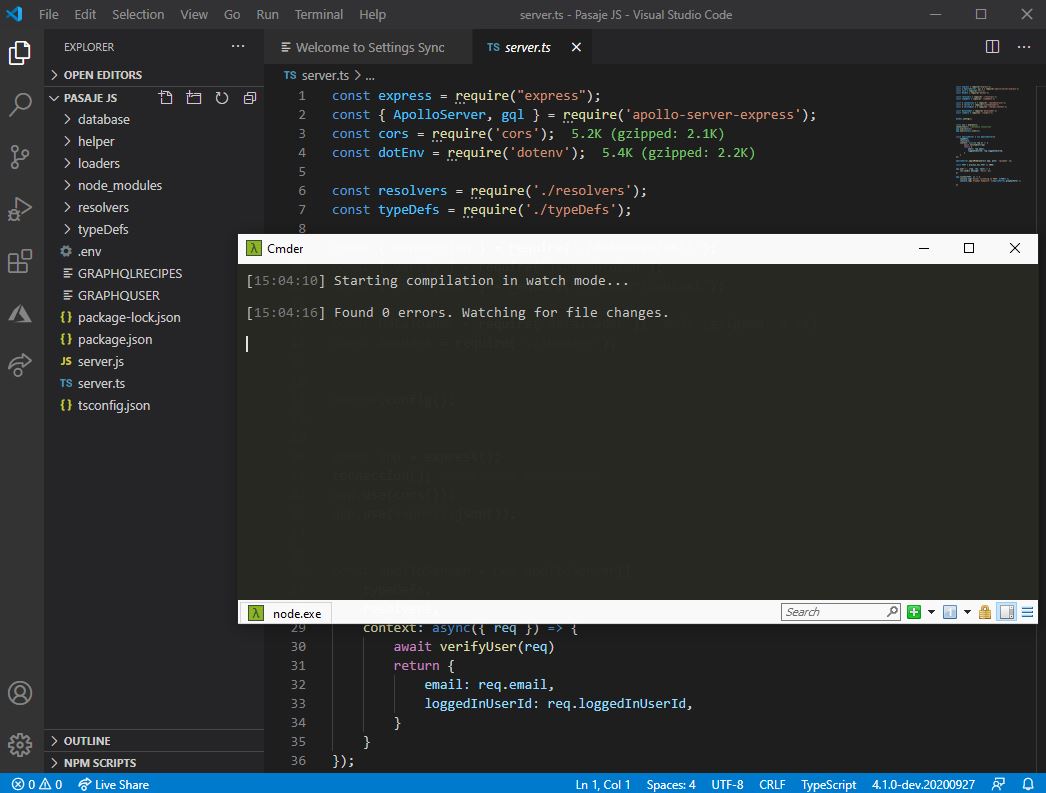 File Edit Selection View Go Run Terminal Help server.ts - Pasaje JS - Visual Studio Code
EXPLORER
Welcome to Settings Sync
TS server.ts
OPEN EDITORS
TS server.ts > ...
PASAJE JS
database
helper
loaders
node_modules
resolvers
typeDefs
.env
GRAPHQLRECIPES
GRAPHQUSER
{} package-lock.json
{} package.json
JS server.js
TS server.ts
{} tsconfig.json
1 const express = require("express");
2 const { ApolloServer, gql } = require('apollo-server-express');
3 const cors = require('cors'); 5.2K (gzipped: 2.1K)
4 const dotEnv = require('dotenv'); 5.4K (gzipped: 2.2K)
5
6 const resolvers = require('./resolvers');
7 const typeDefs = require('./typeDefs');
8
λ Cmder
[15:04:10] Starting compilation in watch mode...
[15:04:16] Found 0 errors. Watching for file changes.
λ node.exe
Search
29 context: async({ req }) => {
30 await verifyUser(req)
31 return {
32 email: req.email,
33 loggedInUserId: req.loggedInUserId,
34 }
35 }
36 });
OUTLINE
NPM SCRIPTS
0 0 Live Share Ln 1, Col 1 Spaces: 4 UTF-8 CRLF TypeScript 4.1.0-dev.20200927